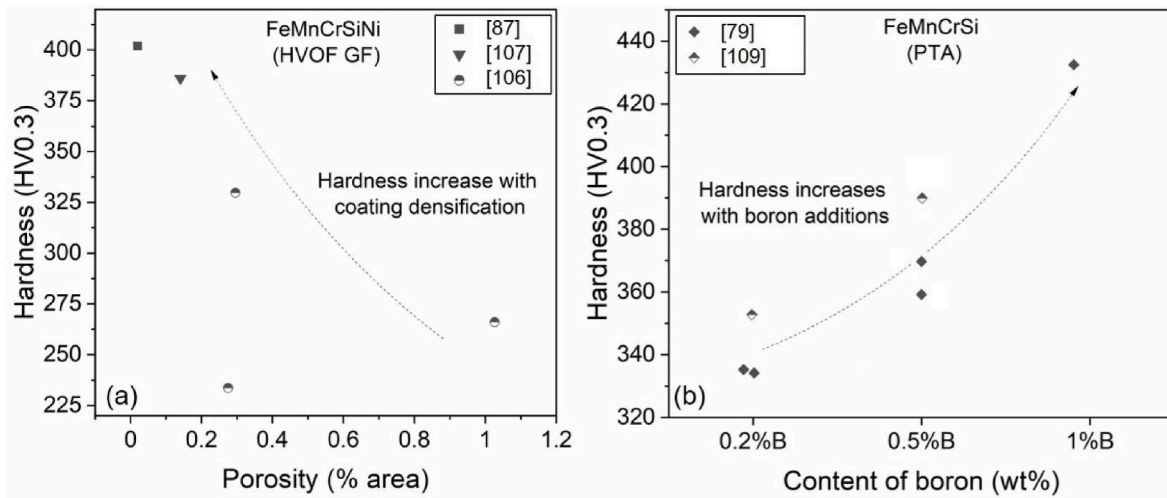 FeMnCrSiNi
(HVOF GF)
[87]
[107]
[106]
400
375
350
325
300
275
250
225
Hardness (HV0.3)
Hardness increase with
coating densification
(a)
0
0.2
0.4
0.6
0.8
1
1.2
Porosity (% area)
[79]
[109]
FeMnCrSi
(PTA)
440
420
400
380
360
340
320
Hardness (HV0.3)
Hardness increases
with boron additions
(b)
0.2%B
0.5%B
1%B
Content of boron (wt%)